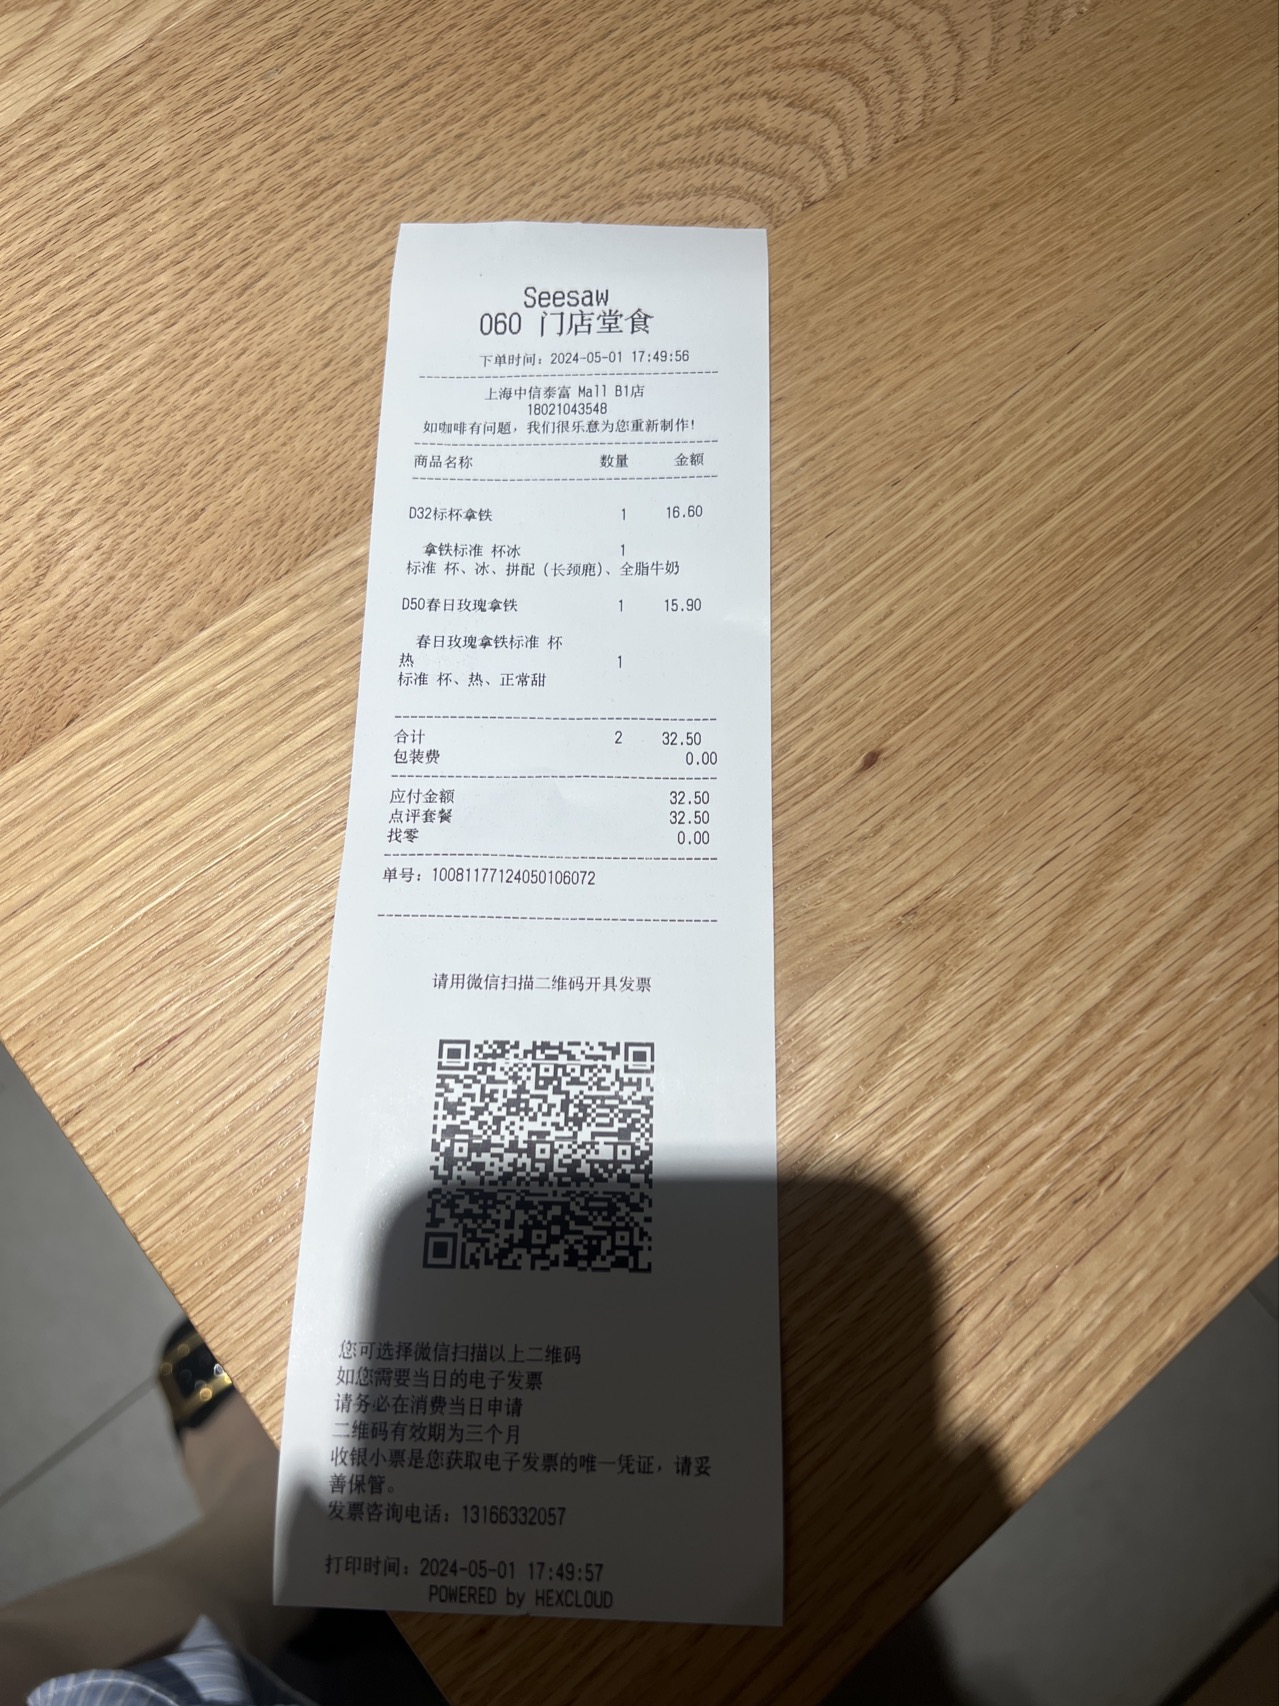 Seesaw
060 门店堂食
下单时间：2024-05-01 17:49:56
上海中信泰富 Mall B1店
18021043548
如咖啡有问题，我们很乐意为您重新制作！
商品名称 数量 金额
D32标杯拿铁 1 16.60
拿铁标准 杯冰 1
标准 杯、冰、拼配（长颈鹿）、全脂牛奶
D50春日玫瑰拿铁 1 15.90
春日玫瑰拿铁标准 杯
热 1
标准 杯、热、正常甜
合计 2 32.50
包装费 0.00
应付金额 32.50
点评套餐 32.50
找零 0.00
单号：10081177124050106072
请用微信扫描二维码开具发票
您可选择微信扫描以上二维码
如您需要当日的电子发票
请务必在消费当日申请
二维码有效期为三个月
收银小票是您获取电子发票的唯一凭证，请妥
善保管。
发票咨询电话：13166332057
打印时间：2024-05-01 17:49:57
POWERED by HEXCLOUD